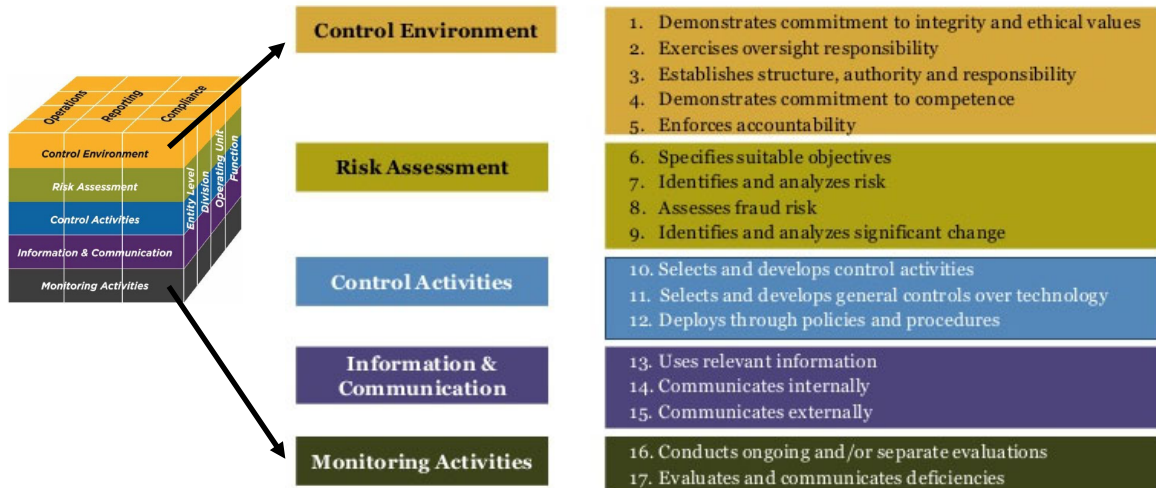 Operations
Reporting
Compliance
Control Environment
Risk Assessment
Control Activities
Information & Communication
Monitoring Activities
Entity Level
Division
Operating Unit
Function
Control Environment
1. Demonstrates commitment to integrity and ethical values
2. Exercises oversight responsibility
3. Establishes structure, authority and responsibility
4. Demonstrates commitment to competence
5. Enforces accountability
Risk Assessment
6. Specifies suitable objectives
7. Identifies and analyzes risk
8. Assesses fraud risk
9. Identifies and analyzes significant change
Control Activities
10. Selects and develops control activities
11. Selects and develops general controls over technology
12. Deploys through policies and procedures
Information &
Communication
13. Uses relevant information
14. Communicates internally
15. Communicates externally
Monitoring Activities
16. Conducts ongoing and/or separate evaluations
17. Evaluates and communicates deficiencies